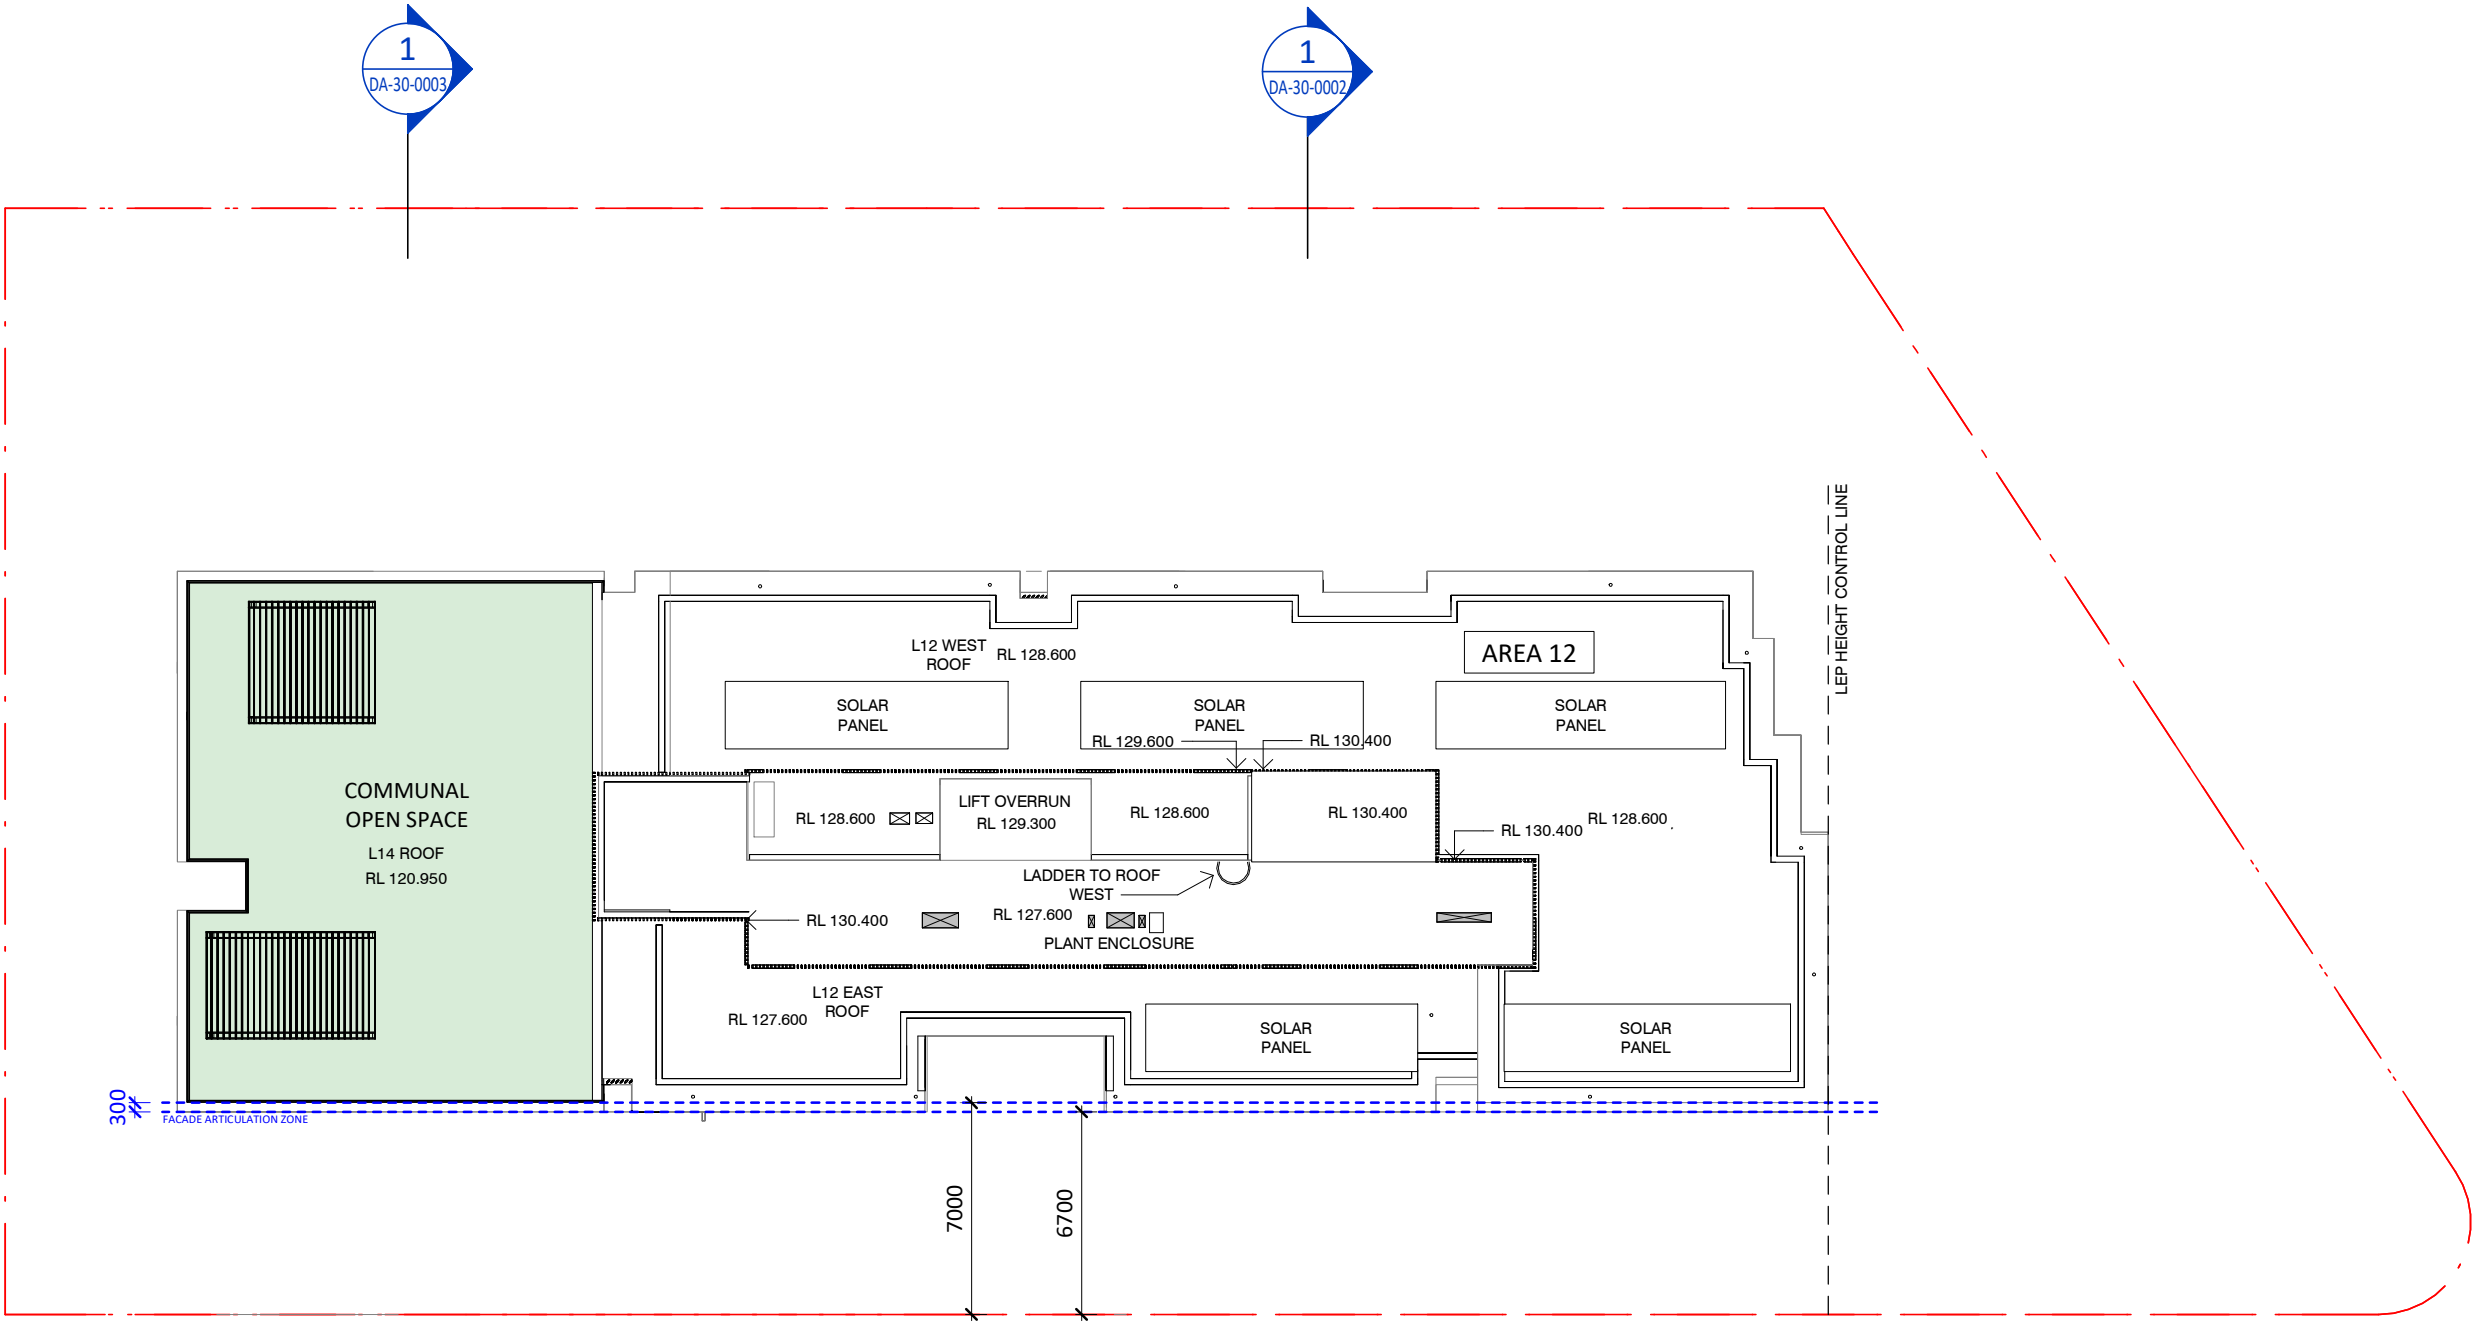 1
DA-30-0003
1
DA-30-0002
LEP HEIGHT CONTROL LINE
L12 WEST
ROOF
RL 128.600
AREA 12
SOLAR
PANEL
SOLAR
PANEL
SOLAR
PANEL
RL 129.600
RL 130.400
COMMUNAL
OPEN SPACE
L14 ROOF
RL 120.950
RL 128.600
LIFT OVERRUN
RL 129.300
RL 128.600
RL 130.400
RL 130.400
RL 128.600
LADDER TO ROOF
WEST
RL 130.400
RL 127.600
PLANT ENCLOSURE
L12 EAST
ROOF
RL 127.600
SOLAR
PANEL
SOLAR
PANEL
300
FACADE ARTICULATION ZONE
7000
6700